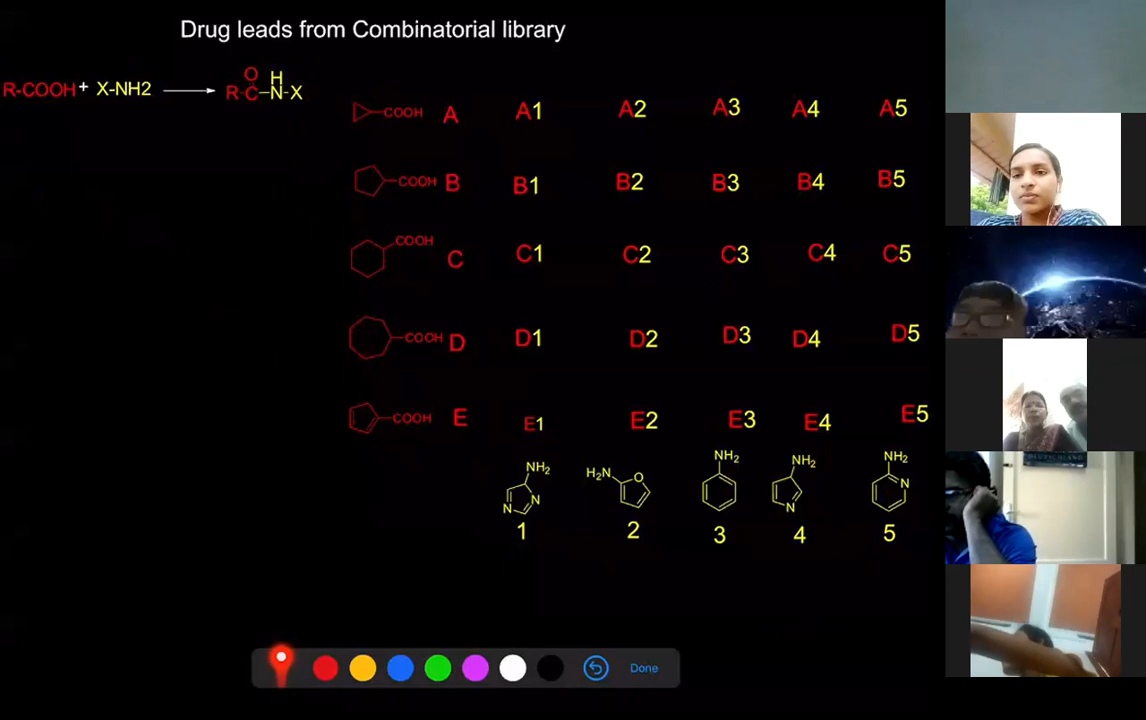 Drug leads from Combinatorial library
R-COOH + X-NH2
O H
R-C-N-X
COOH A A1 A2 A3 A4 A5
COOH B B1 B2 B3 B4 B5
COOH C C1 C2 C3 C4 C5
COOH D D1 D2 D3 D4 D5
COOH E E1 E2 E3 E4 E5
NH2 H2N O NH2 NH2 NH2
N N N N
1 2 3 4 5
Done